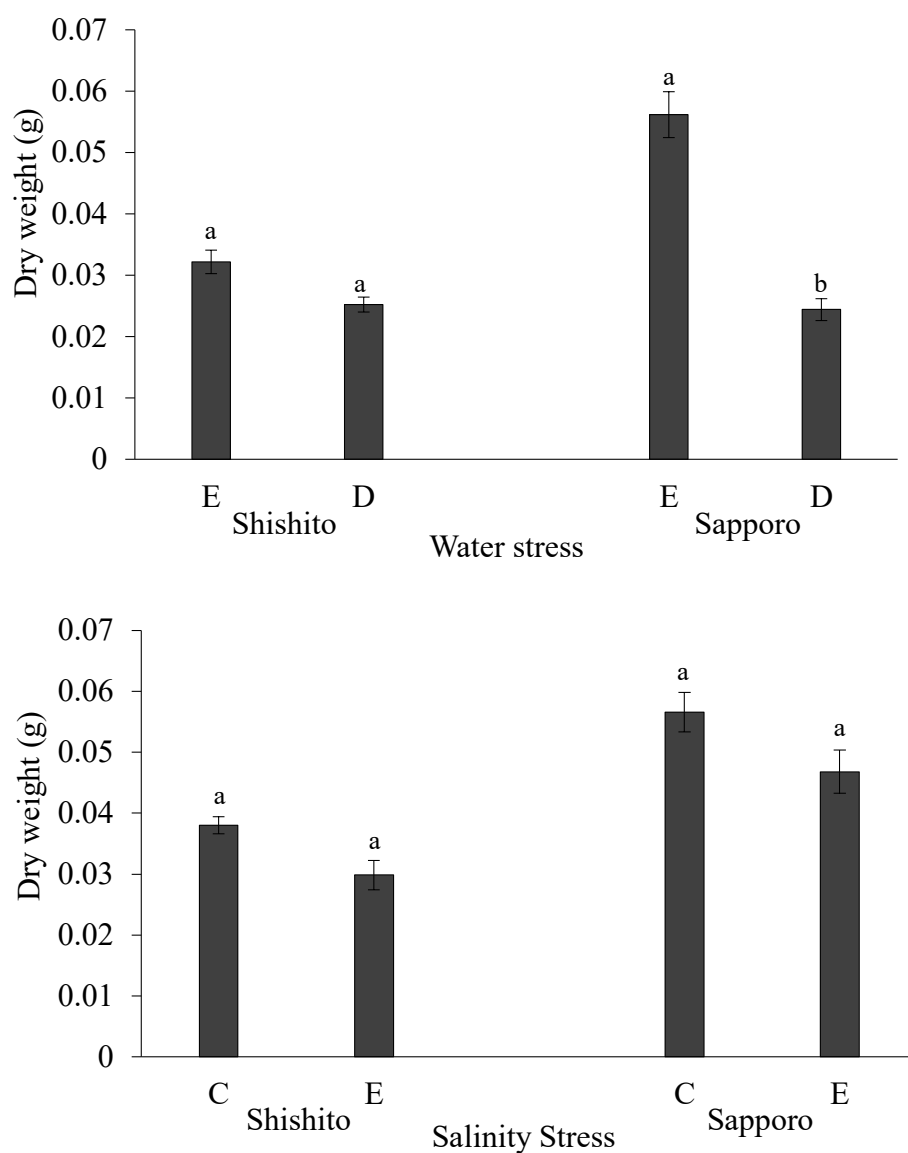 Dry weight (g)
0.07
0.06
0.05
0.04
0.03
0.02
0.01
0
a
a
a
b
E D E D
Shishito Sapporo
Water stress
Dry weight (g)
0.07
0.06
0.05
0.04
0.03
0.02
0.01
0
a
a
a
a
C E C E
Shishito Sapporo
Salinity Stress